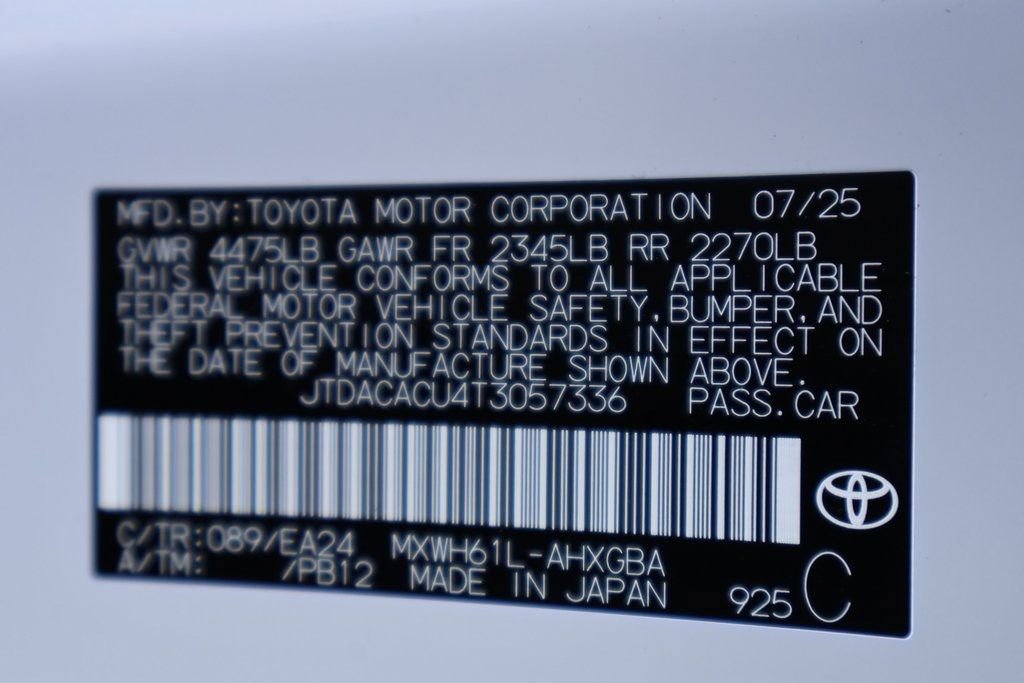 MFD.BY:TOYOTA MOTOR CORPORATION 07/25
GVWR 4475LB GAWR FR 2345LB RR 2270LB
THIS VEHICLE CONFORMS TO ALL APPLICABLE
FEDERAL MOTOR VEHICLE SAFETY,BUMPER,AND
THEFT PREVENTION STANDARDS IN EFFECT ON
THE DATE OF MANUFACTURE SHOWN ABOVE.
JTDACACU4T3057336 PASS.CAR
C/TR:089/EA24 MXWH61L-AHXGBA
A/TM: /PB12 MADE IN JAPAN 925 C